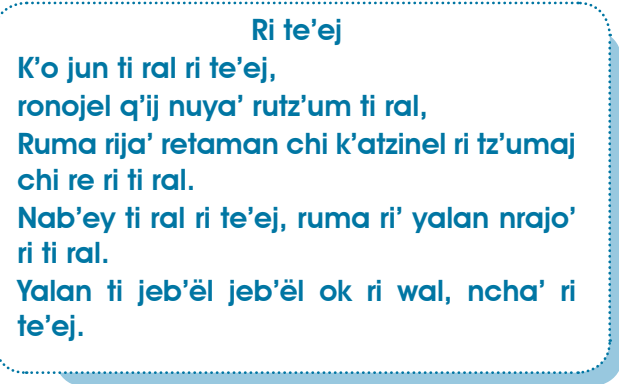 Ri te’ej
K’o jun ti ral ri te’ej,
ronojel q’ij nuya’ rutz’um ti ral,
Ruma rija’ retaman chi k’atzinel ri tz’umaj
chi re ri ti ral.
Nab’ey ti ral ri te’ej, ruma ri’ yalan nrajo’
ri ti ral.
Yalan ti jeb’ël jeb’ël ok ri wal, ncha’ ri
te’ej.